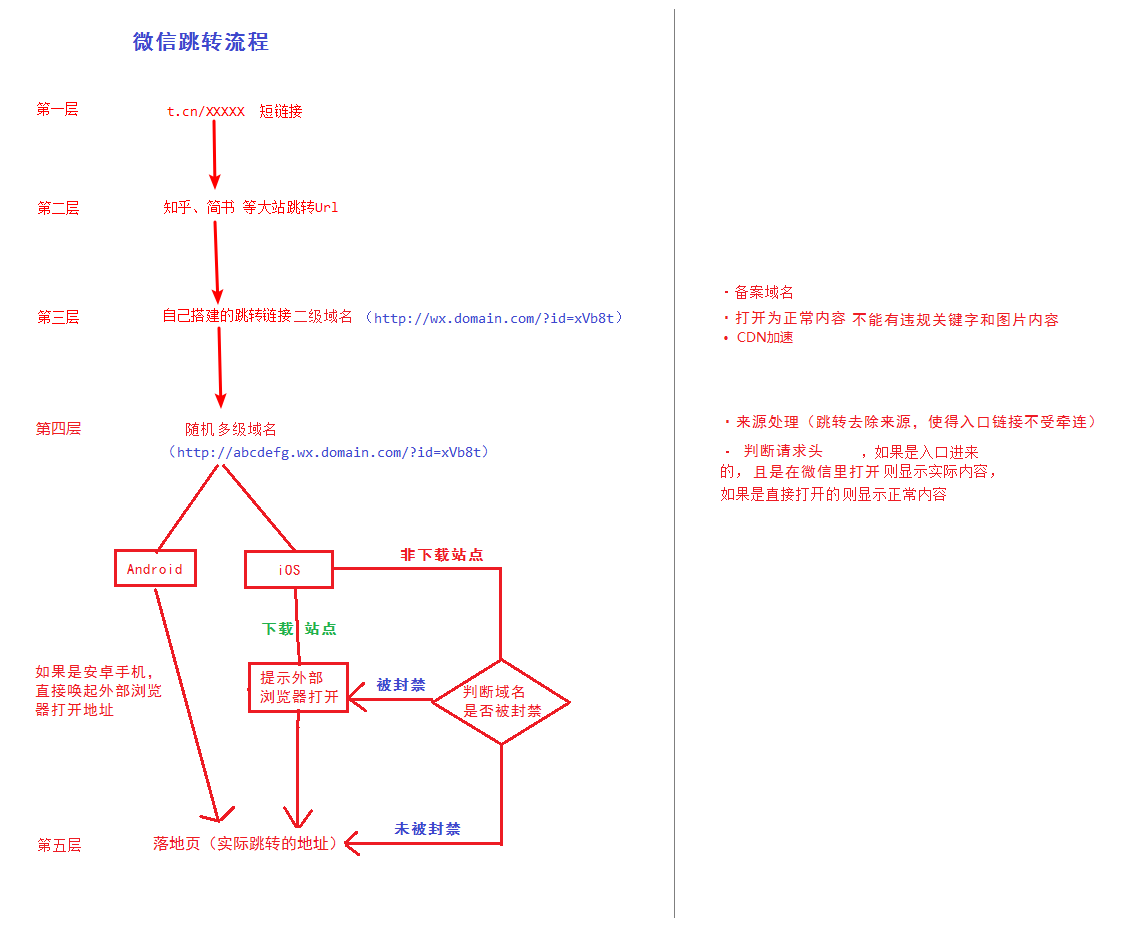 微信跳转流程
第一层
t.cn/XXXXX 短链接
第二层
知乎、简书 等大站跳转Url
第三层
自己搭建的跳转链接二级域名 （http://wx.domain.com/?id=xVb8t）
·备案域名
·打开为正常内容 不能有违规关键字和图片内容
• CDN加速
第四层
随机多级域名
（http://abcdefg.wx.domain.com/?id=xVb8t）
·来源处理（跳转去除来源，使得入口链接不受牵连）
- 判断请求头 ，如果是入口进来
的，且是在微信里打开则显示实际内容，
如果是直接打开的则显示正常内容
Android
iOS
非下载站点
下载 站点
如果是安卓手机，
直接唤起外部浏览
器打开地址
提示外部
浏览器打开
被封禁
判断域名
是否被封禁
未被封禁
第五层
落地页（实际跳转的地址）